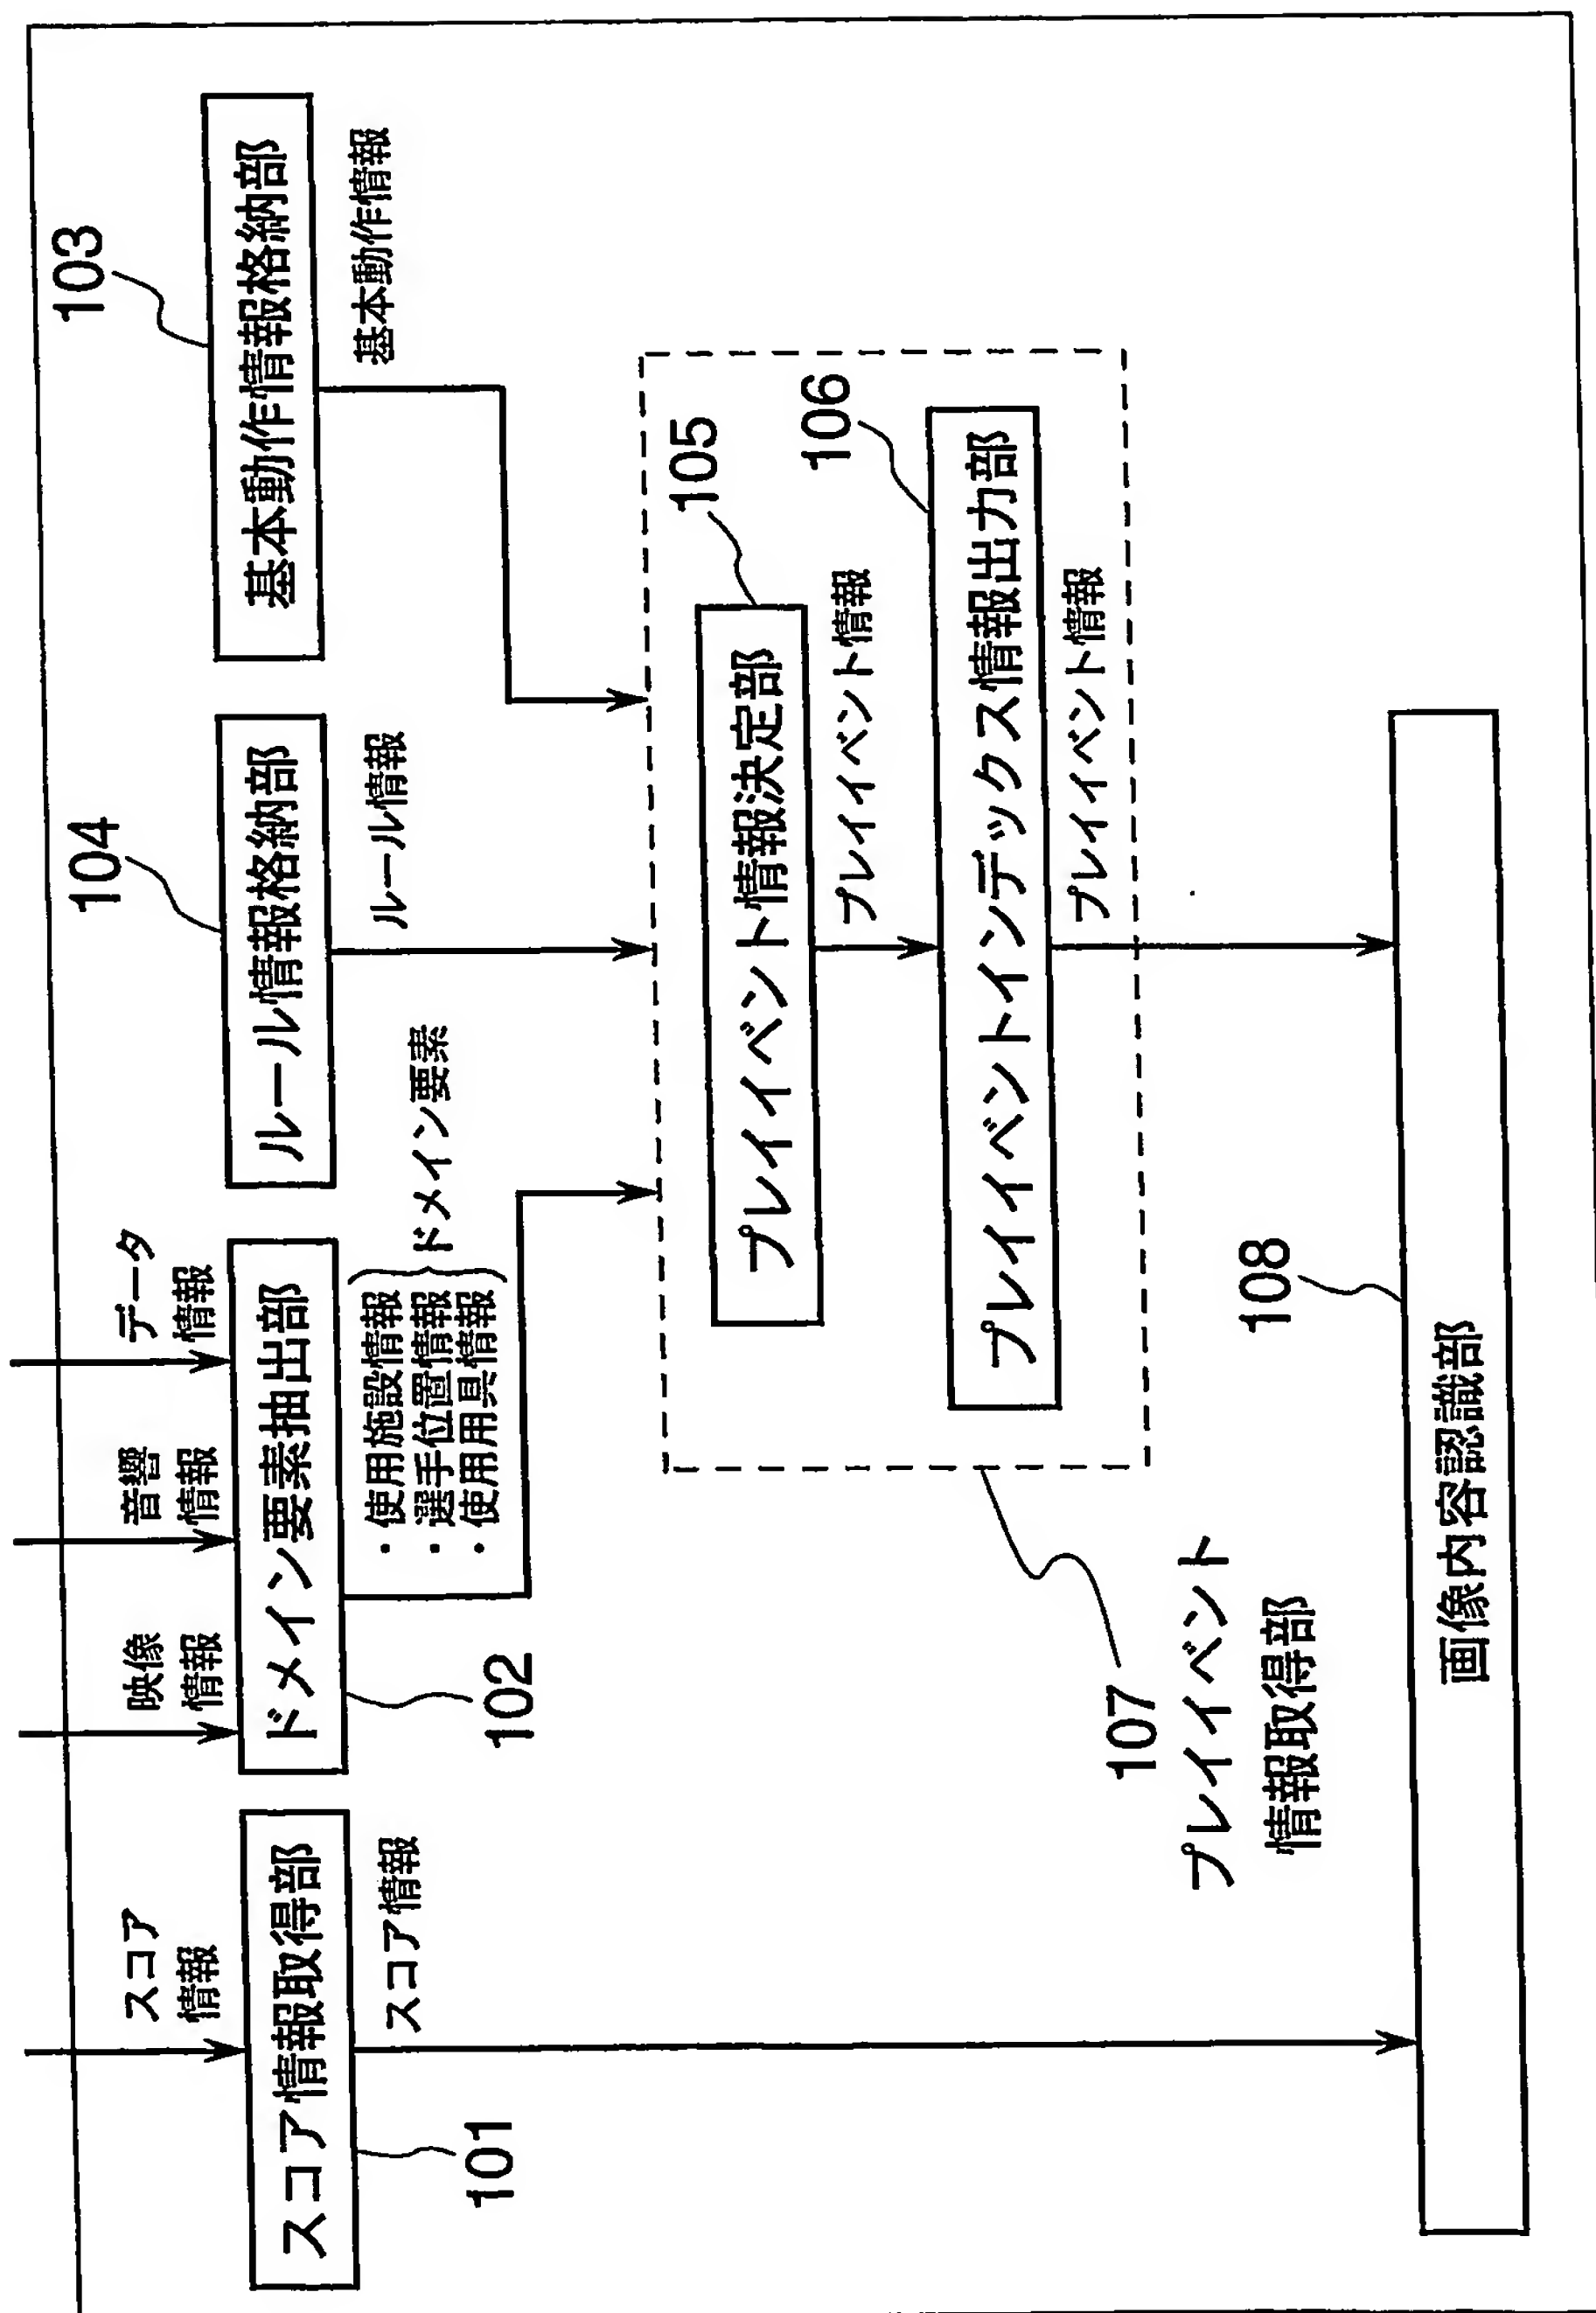 スコア
情報
映像
情報
音響
情報
データ
情報
スコア情報取得部
101
ドメイン要素抽出部
102
ルール情報格納部
104
基本動作情報格納部
103
スコア情報
・使用施設情報
・選手位置情報
・使用用具情報
ドメイン要素
ルール情報
基本動作情報
プレイイベント情報決定部
105
プレイイベント情報
プレイイベントインデックス情報出力部
106
プレイイベント情報
107
プレイイベント
情報取得部
108
画像内容認識部